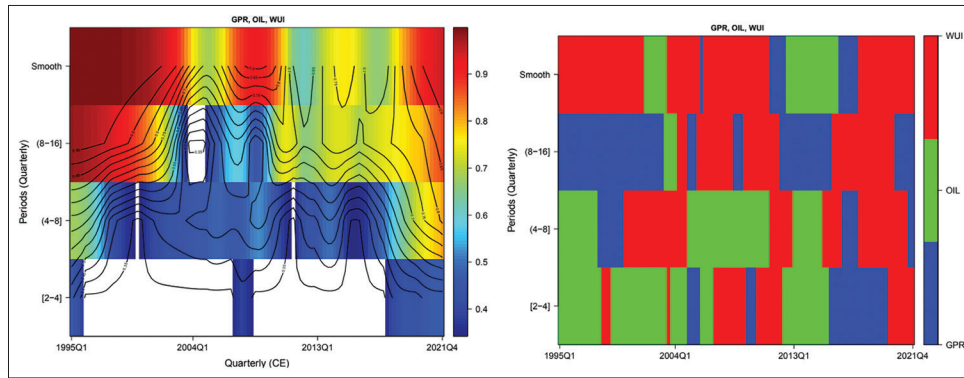 GPR, OIL, WUI
Periods (Quarterly)
Smooth
(8−16]
(4−8]
[2−4]
1995Q1
2004Q1
2013Q1
2021Q4
Quarterly (CE)
0.9
0.8
0.7
0.6
0.5
0.4
GPR, OIL, WUI
Periods (Quarterly)
Smooth
(8−16]
(4−8]
[2−4]
1995Q1
2004Q1
2013Q1
2021Q4
WUI
OIL
GPR